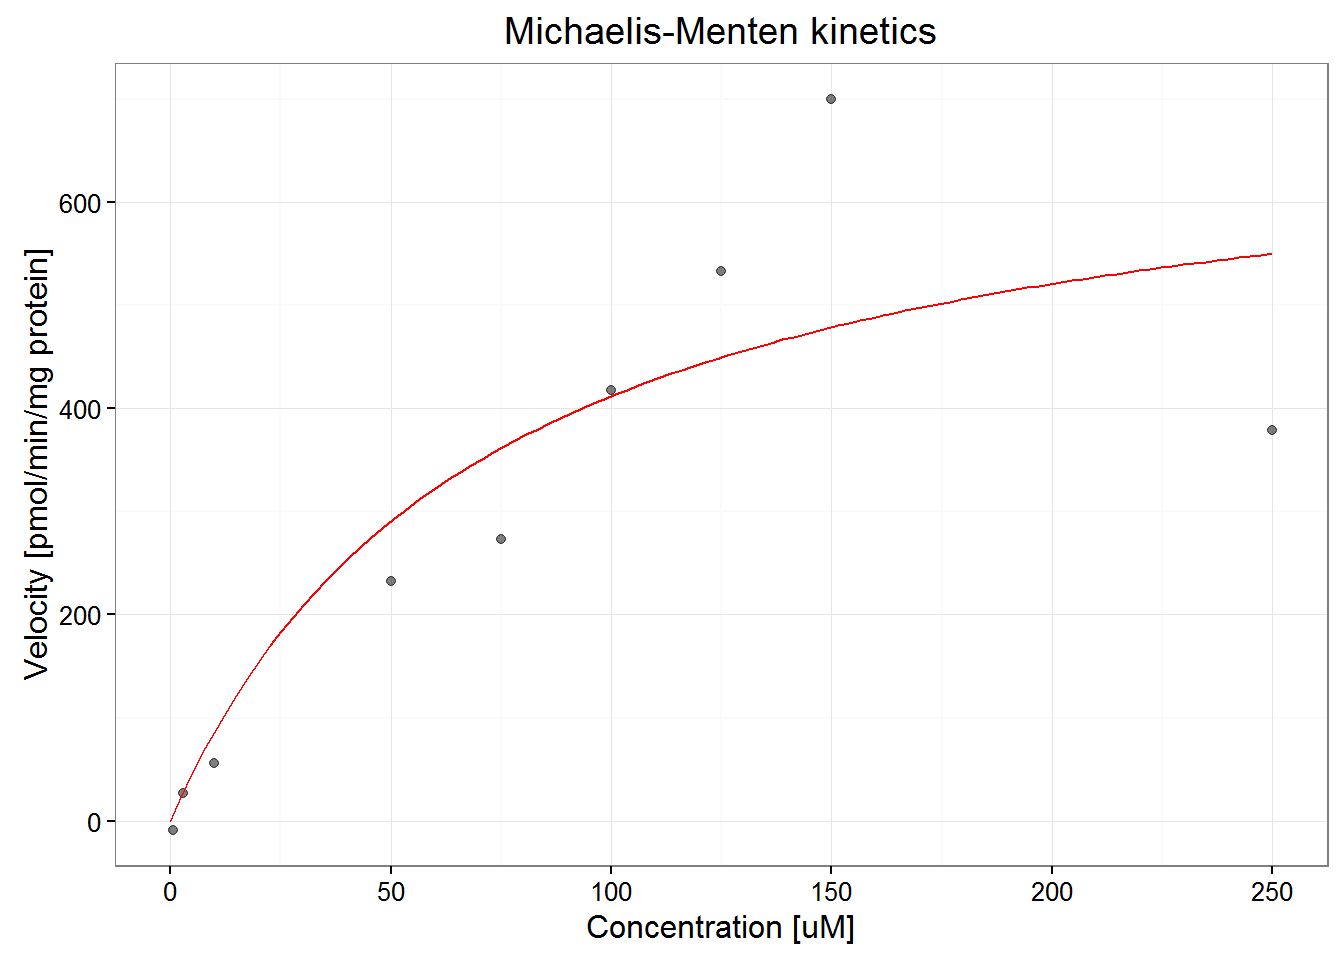 Michaelis-Menten kinetics
Velocity [pmol/min/mg protein]
600
400
200
0
0 50 100 150 200 250
Concentration [uM]